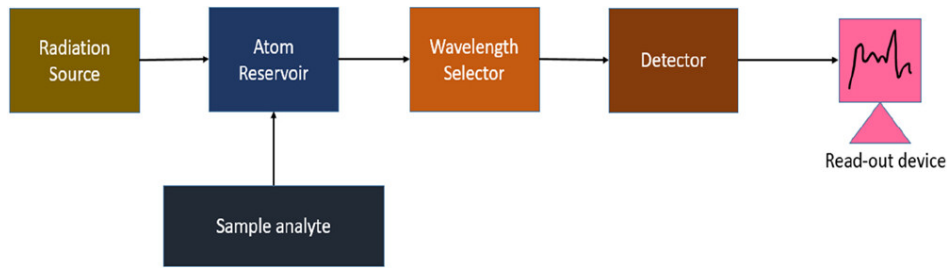 Radiation
Source
Atom
Reservoir
Wavelength
Selector
Detector
Read-out device
Sample analyte